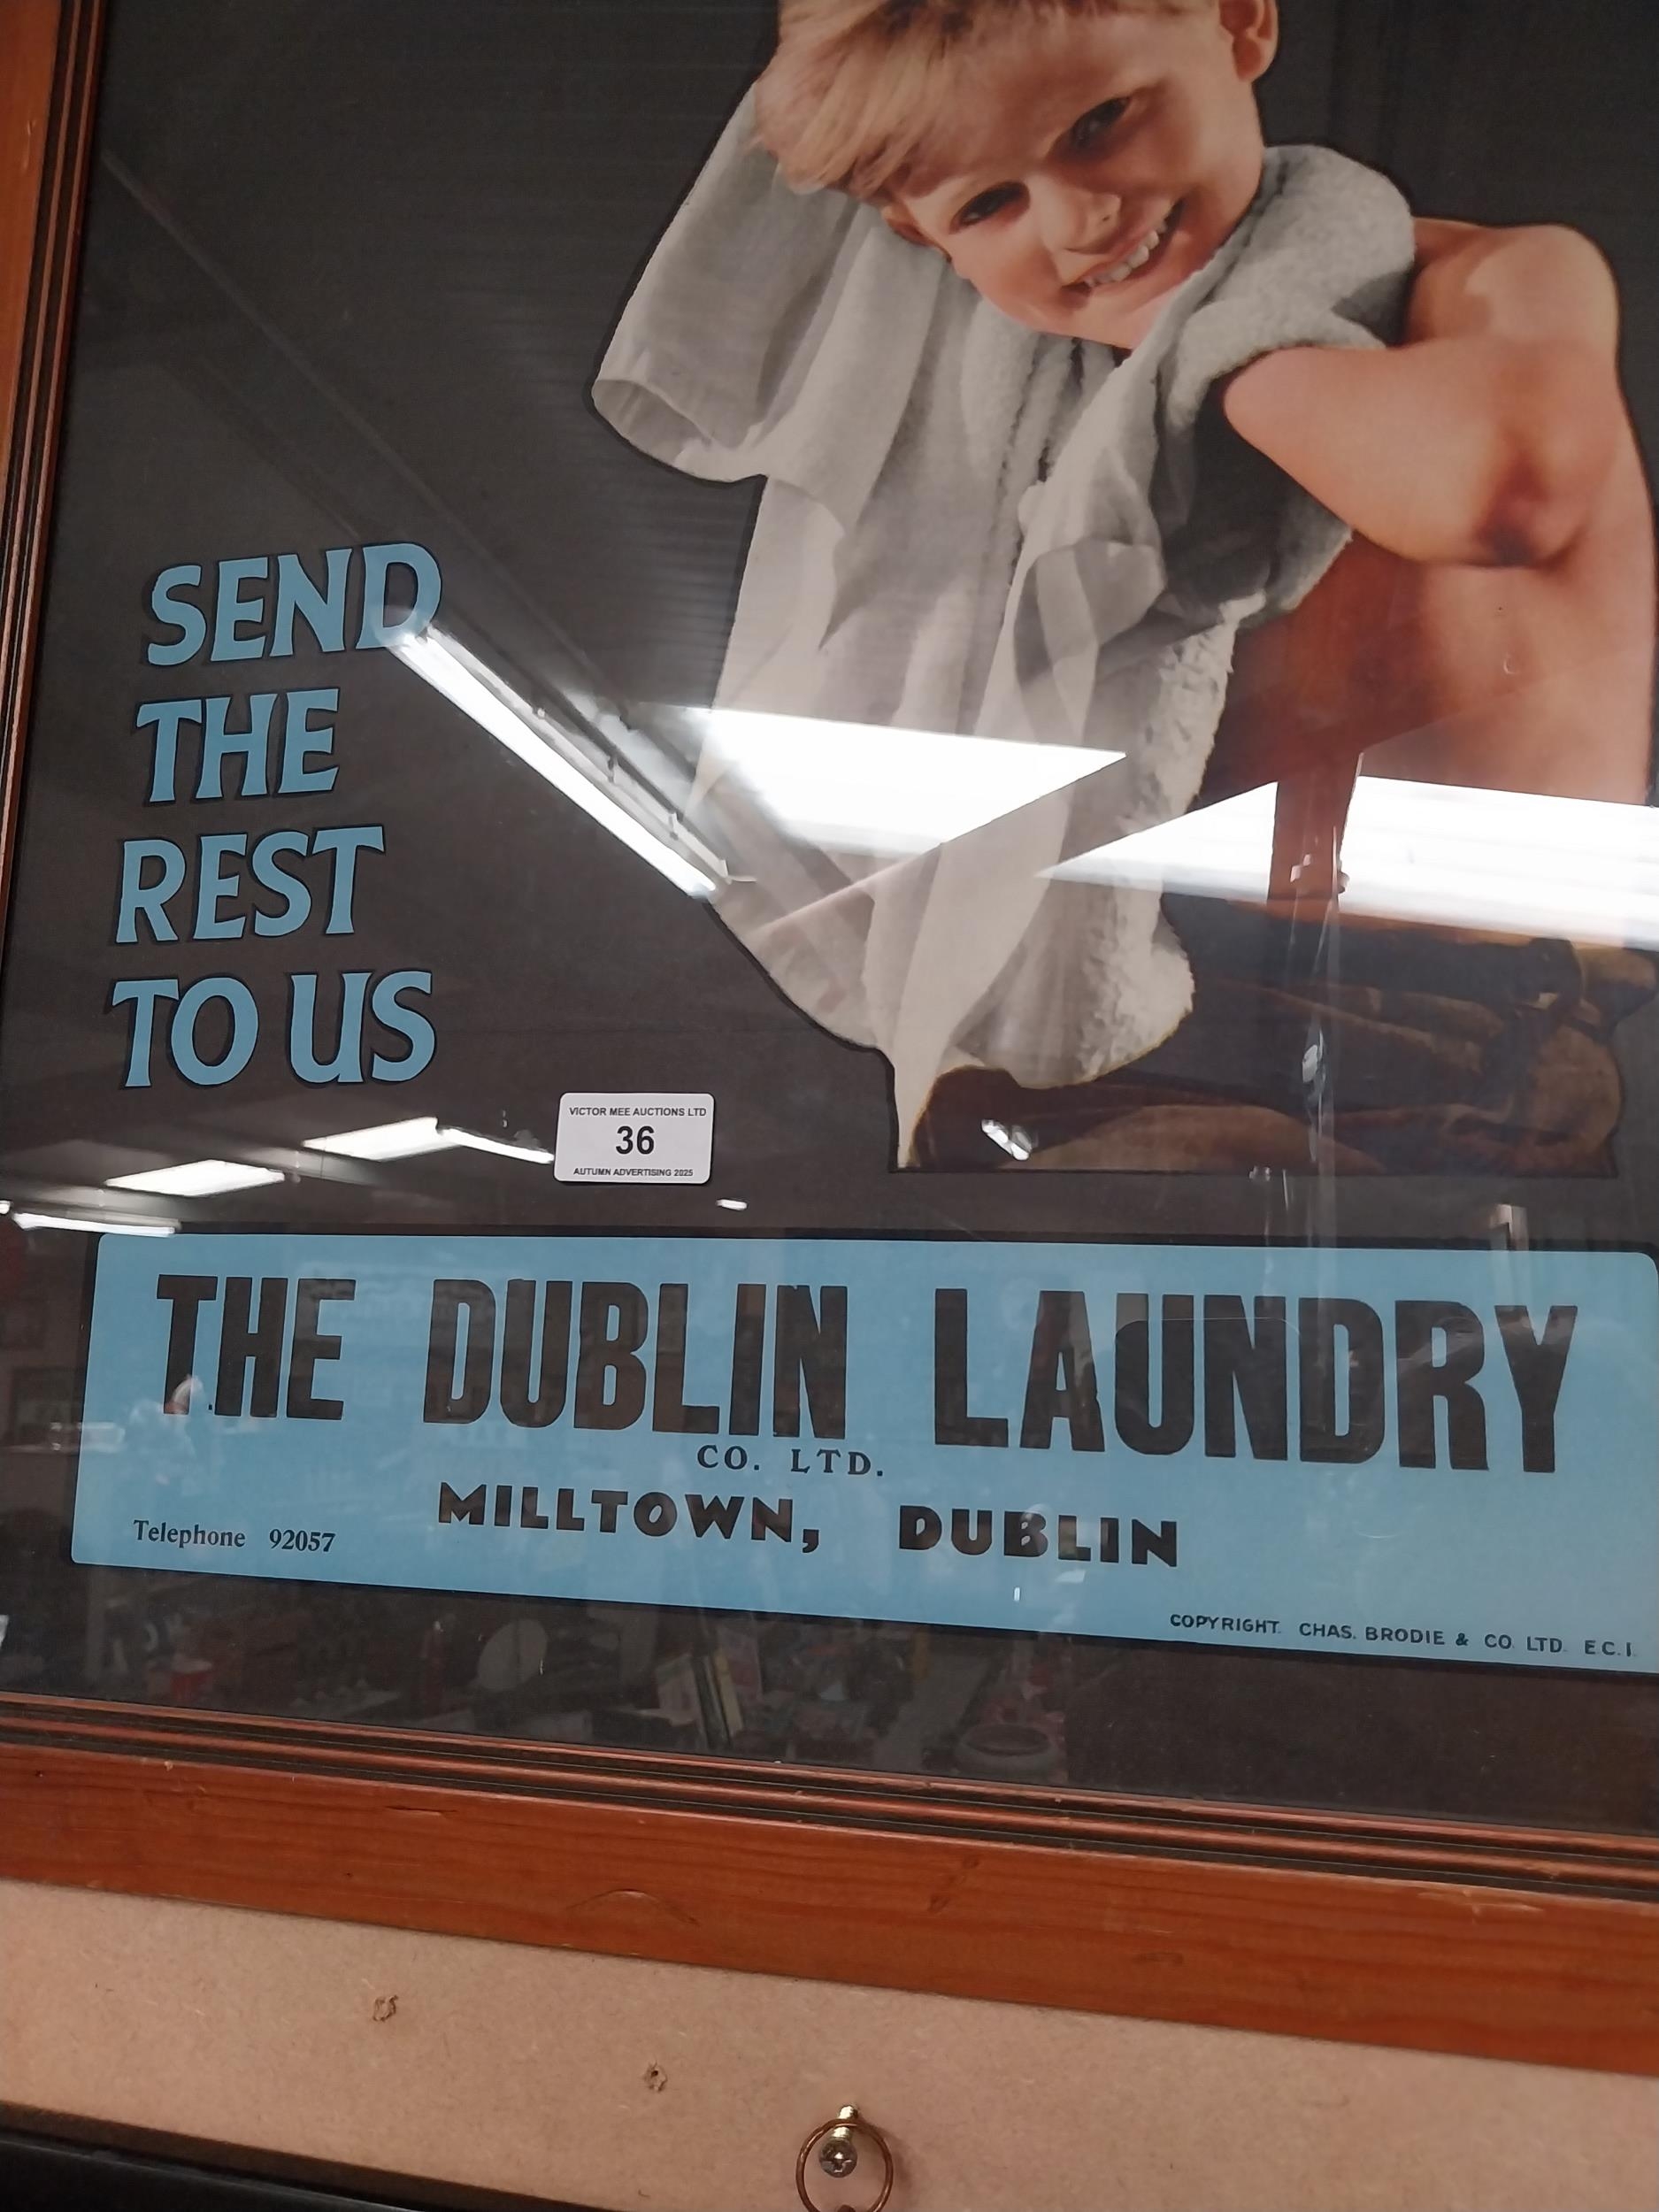 SEND
THE
REST
TO US
VICTOR MEE AUCTIONS LTD
36
AUTUMN ADVERTISING 2025
THE DUBLIN LAUNDRY
CO. LTD.
MILLTOWN, DUBLIN
Telephone 92057
COPYRIGHT. CHAS. BRODIE & CO. LTD. E.C.1.